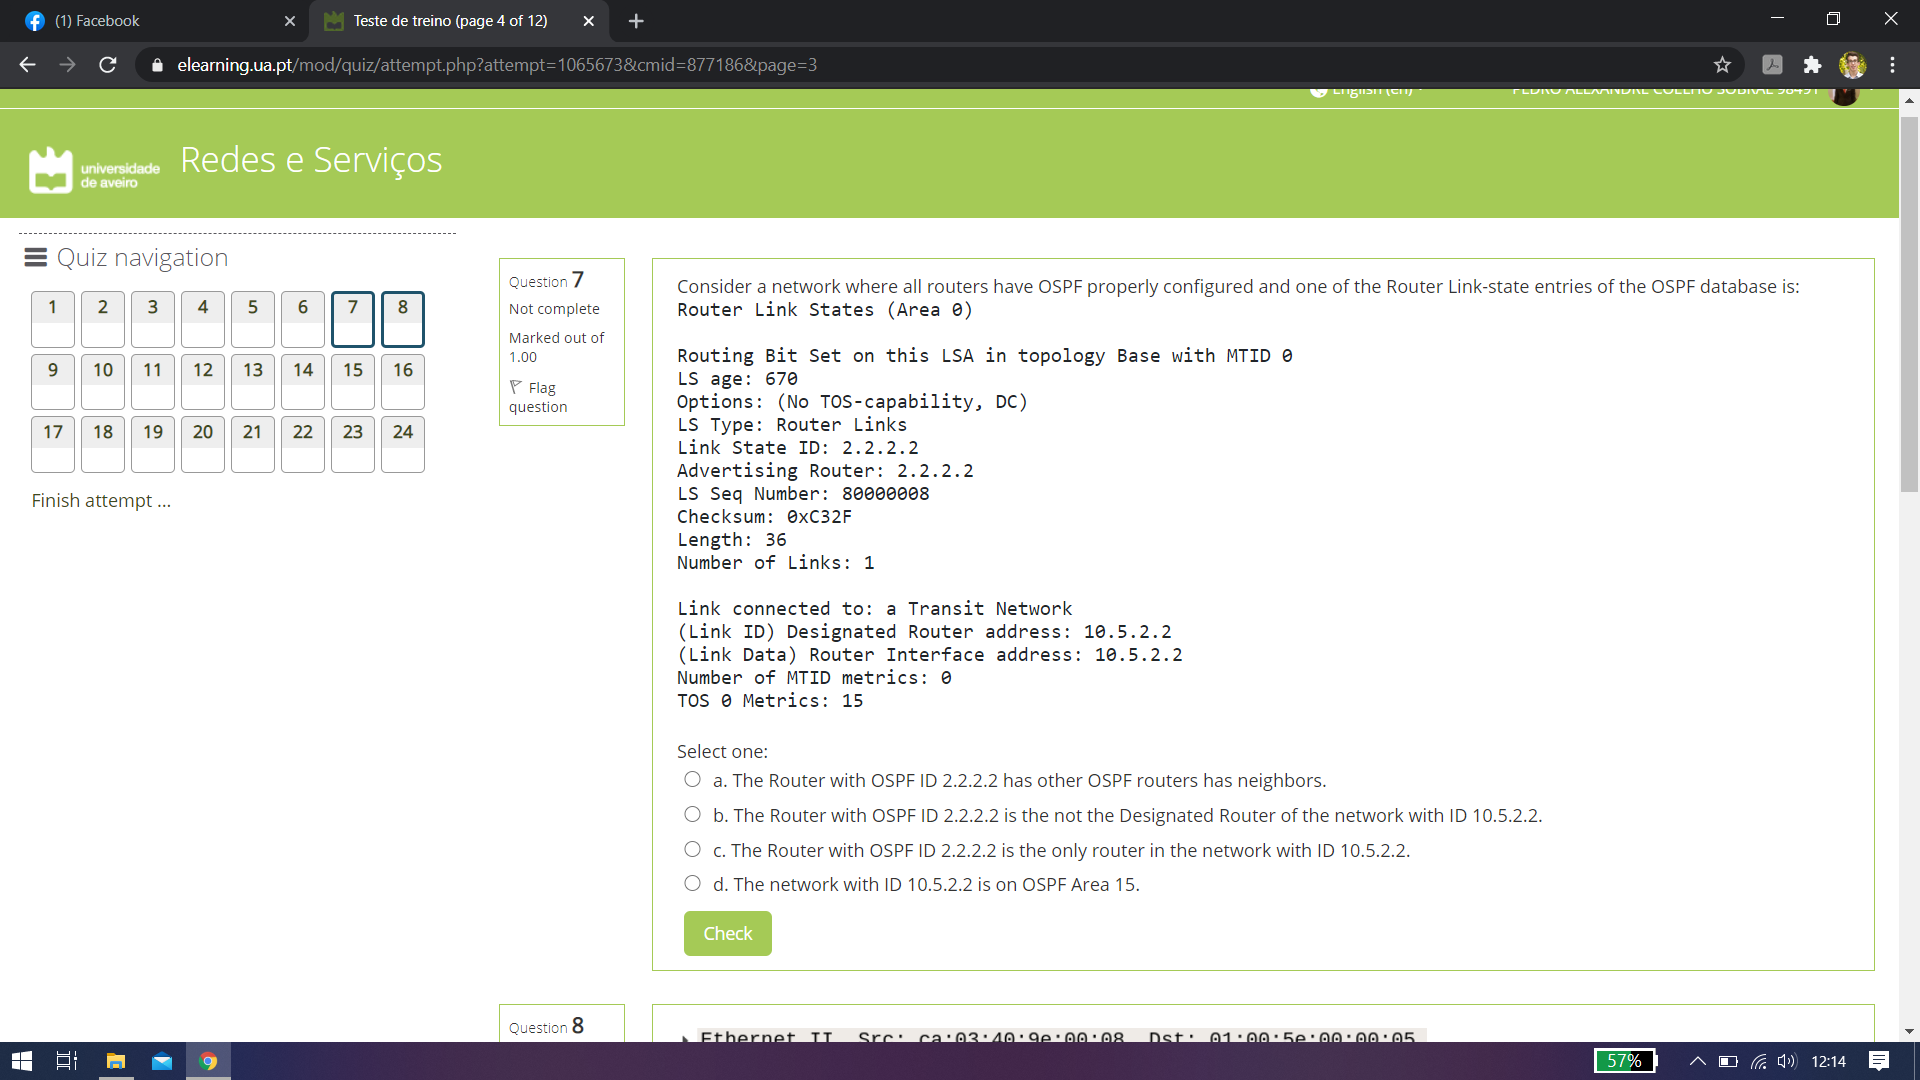 (1) Facebook
Teste de treino (page 4 of 12)
elearning.ua.pt/mod/quiz/attempt.php?attempt=1065673&cmid=877186&page=3
English (en)
PEDRO ALEXANDRE COELHO SOBRAL 98491
universidade
de aveiro
Redes e Serviços
Quiz navigation
1 2 3 4 5 6 7 8
9 10 11 12 13 14 15 16
17 18 19 20 21 22 23 24
Finish attempt ...
Question 7
Not complete
Marked out of
1.00
Flag
question
Consider a network where all routers have OSPF properly configured and one of the Router Link-state entries of the OSPF database is:
Router Link States (Area 0)
Routing Bit Set on this LSA in topology Base with MTID 0
LS age: 670
Options: (No TOS-capability, DC)
LS Type: Router Links
Link State ID: 2.2.2.2
Advertising Router: 2.2.2.2
LS Seq Number: 80000008
Checksum: 0xC32F
Length: 36
Number of Links: 1
Link connected to: a Transit Network
(Link ID) Designated Router address: 10.5.2.2
(Link Data) Router Interface address: 10.5.2.2
Number of MTID metrics: 0
TOS 0 Metrics: 15
Select one:
a. The Router with OSPF ID 2.2.2.2 has other OSPF routers has neighbors.
b. The Router with OSPF ID 2.2.2.2 is the not the Designated Router of the network with ID 10.5.2.2.
c. The Router with OSPF ID 2.2.2.2 is the only router in the network with ID 10.5.2.2.
d. The network with ID 10.5.2.2 is on OSPF Area 15.
Check
Question 8
Ethernet II, Src: ca:03:40:9e:00:08, Dst: 01:00:5e:00:00:05
57%
12:14